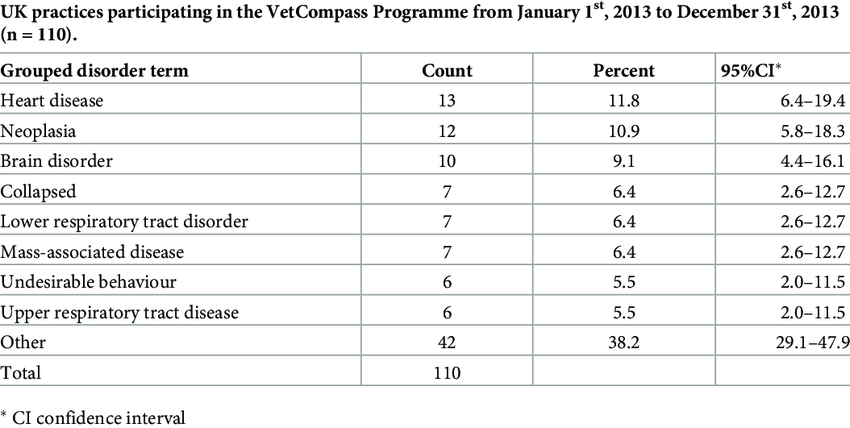 UK practices participating in the VetCompass Programme from January 1st, 2013 to December 31st, 2013
(n = 110).
Grouped disorder term Count Percent 95%CI*
Heart disease 13 11.8 6.4–19.4
Neoplasia 12 10.9 5.8–18.3
Brain disorder 10 9.1 4.4–16.1
Collapsed 7 6.4 2.6–12.7
Lower respiratory tract disorder 7 6.4 2.6–12.7
Mass-associated disease 7 6.4 2.6–12.7
Undesirable behaviour 6 5.5 2.0–11.5
Upper respiratory tract disease 6 5.5 2.0–11.5
Other 42 38.2 29.1–47.9
Total 110
* CI confidence interval